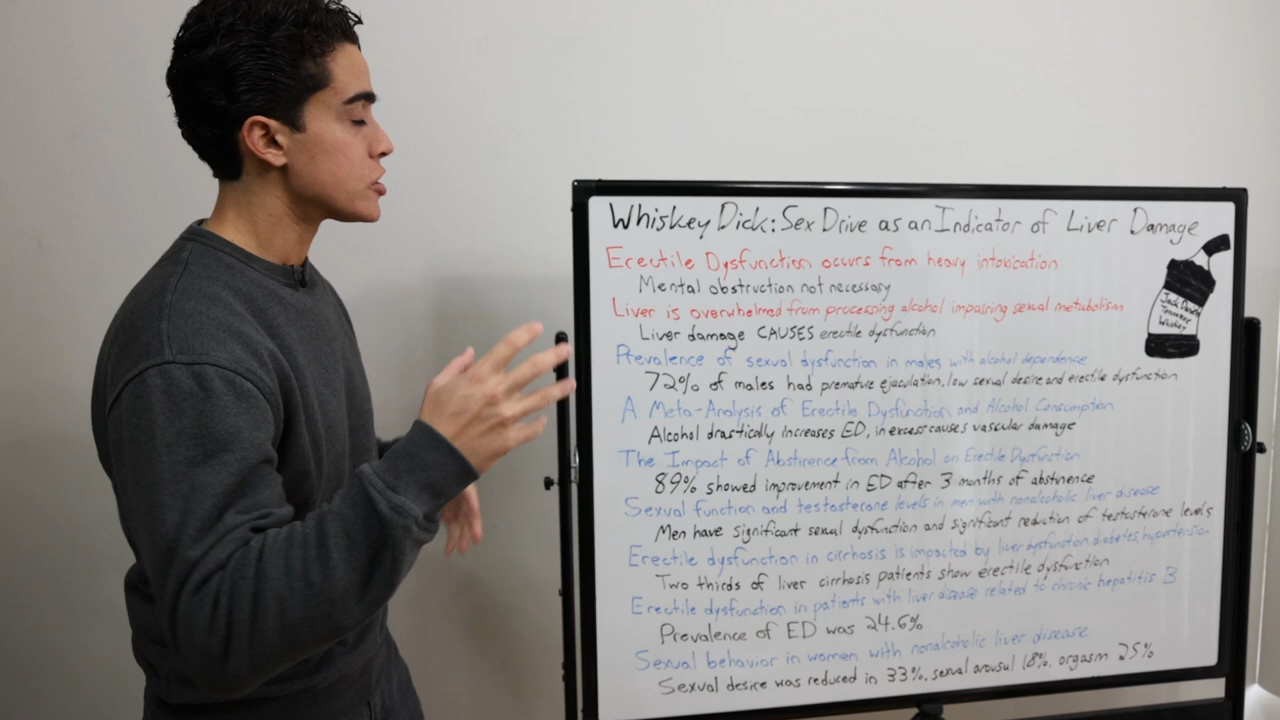 Whiskey Dick: Sex Drive as an Indicator of Liver Damage
Erectile Dysfunction occurs from heavy intoxication
Mental obstruction not necessary
Liver is overwhelmed from processing alcohol impairing sexual metabolism
Liver damage CAUSES erectile dysfunction
Prevalence of sexual dysfunction in males with alcohol dependence
72% of males had premature ejaculation, low sexual desire and erectile dysfunction
A Meta-Analysis of Erectile Dysfunction and Alcohol Consumption
Alcohol drastically increases ED, in excess causes vascular damage
The Impact of Abstinence from Alcohol on Erectile Dysfunction
89% showed improvement in ED after 3 months of abstinence
Sexual function and testosterone levels in men with nonalcoholic liver disease
Men have significant sexual dysfunction and significant reduction of testosterone levels
Erectile dysfunction in cirrhosis is impacted by liver dysfunction, diabetes, hypertension
Two thirds of liver cirrhosis patients show erectile dysfunction
Erectile dysfunction in patients with liver disease related to chronic hepatitis B
Prevalence of ED was 24.6%
Sexual behavior in women with nonalcoholic liver disease
Sexual desire was reduced in 33%, sexual arousul 18%, orgasm 25%
Jack
Whiskey